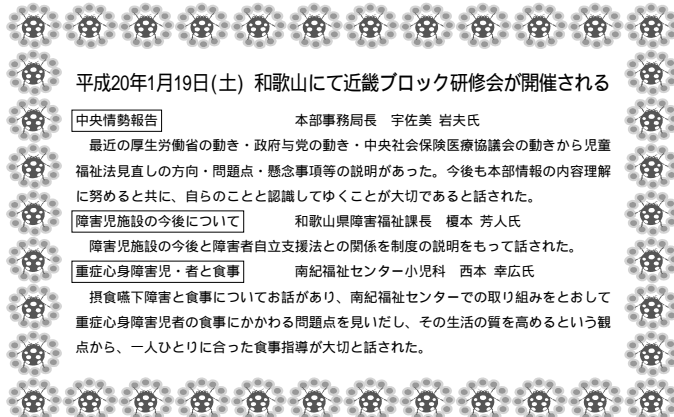 平成20年1月19日(土) 和歌山にて近畿ブロック研修会が開催される
中央情勢報告 本部事務局長 宇佐美 岩夫氏
最近の厚生労働省の動き・政府与党の動き・中央社会保険医療協議会の動きから児童
福祉法見直しの方向・問題点・懸念事項等の説明があった。今後も本部情報の内容理解
に努めると共に、自らのことと認識してゆくことが大切であると話された。
障害児施設の今後について 和歌山県障害福祉課長 榎本 芳人氏
障害児施設の今後と障害者自立支援法との関係を制度の説明をもって話された。
重症心身障害児・者と食事 南紀福祉センター小児科 西本 幸広氏
摂食嚥下障害と食事についてお話があり、南紀福祉センターでの取り組みをとおして
重症心身障害児者の食事にかかわる問題点を見いだし、その生活の質を高めるという観
点から、一人ひとりに合った食事指導が大切と話された。